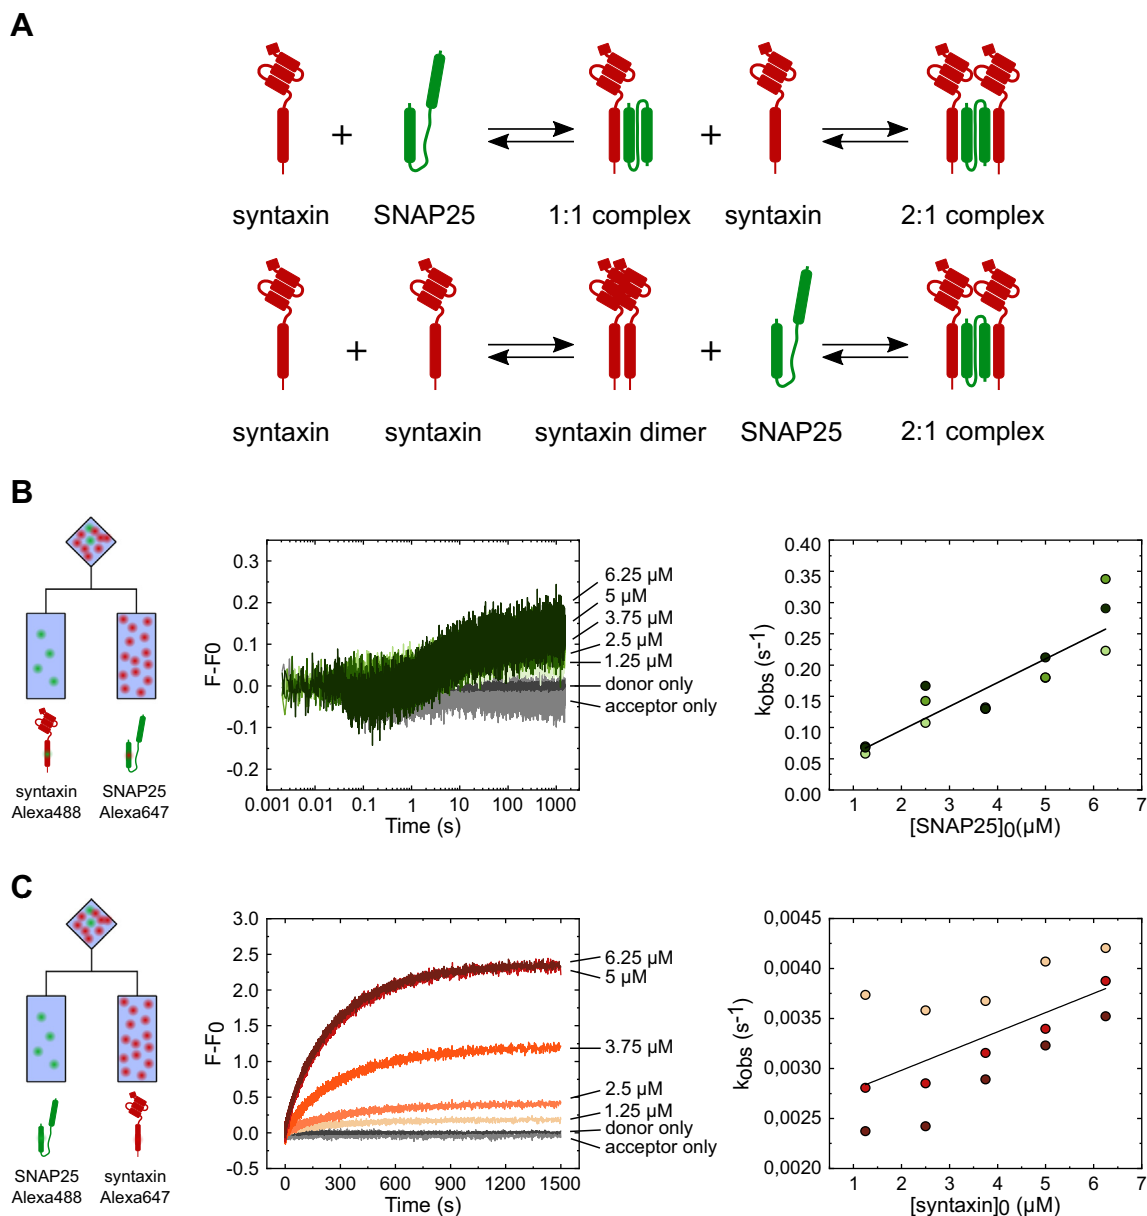 A
+ + 
syntaxin SNAP25 1:1 complex syntaxin 2:1 complex
+ +
syntaxin syntaxin syntaxin dimer SNAP25 2:1 complex
B
syntaxin
Alexa488
SNAP25
Alexa647
F-F0
0.3
0.2
0.1
0.0
-0.1
-0.2
0.001 0.01 0.1 1 10 100 1000
Time (s)
6.25 µM
5 µM
3.75 µM
2.5 µM
1.25 µM
donor only
acceptor only
kobs (s-1)
0.40
0.35
0.30
0.25
0.20
0.15
0.10
0.05
0.00
1 2 3 4 5 6 7
[SNAP25]0(µM)
C
SNAP25
Alexa488
syntaxin
Alexa647
F-F0
3.0
2.5
2.0
1.5
1.0
0.5
0.0
-0.5
0 300 600 900 1200 1500
Time (s)
6.25 µM
5 µM
3.75 µM
2.5 µM
1.25 µM
donor only
acceptor only
kobs (s-1)
0,0045
0,0040
0,0035
0,0030
0,0025
0,0020
1 2 3 4 5 6 7
[syntaxin]0 (µM)